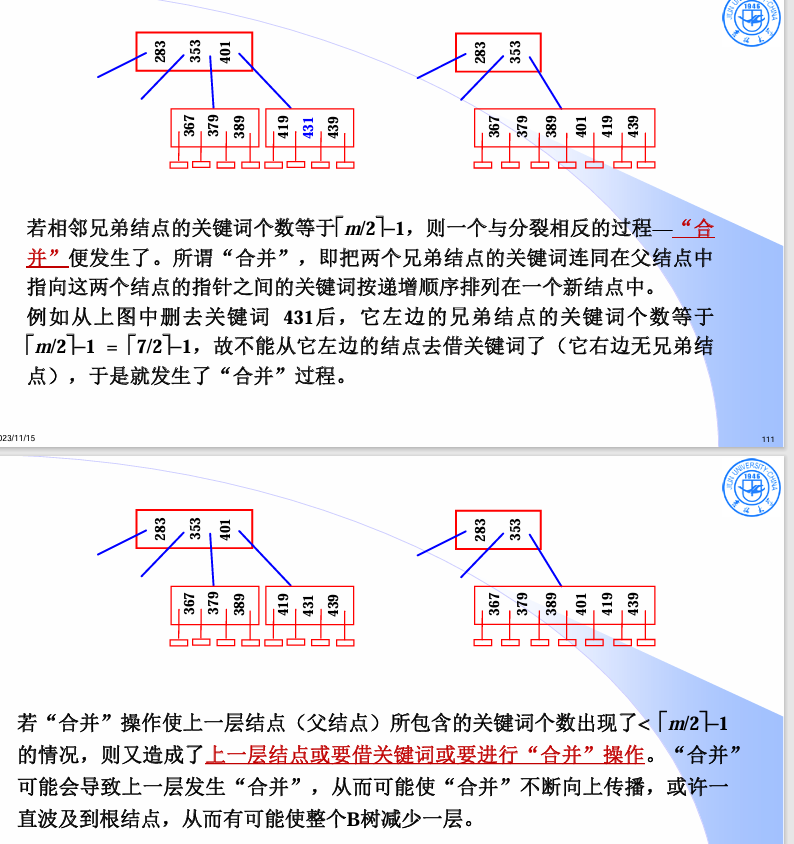 283 353 401
283 353
367 379 389
419 431 439
367 379 389 401 419 439
若相邻兄弟结点的关键词个数等于⌈m/2⌉–1，则一个与分裂相反的过程—“合
并”便发生了。所谓“合并”，即把两个兄弟结点的关键词连同在父结点中
指向这两个结点的指针之间的关键词按递增顺序排列在一个新结点中。
例如从上图中删去关键词 431后，它左边的兄弟结点的关键词个数等于
⌈m/2⌉–1 =⌈7/2⌉–1，故不能从它左边的结点去借关键词了（它右边无兄弟结
点），于是就发生了“合并”过程。
023/11/15
111
JLIN UNIVERSITY·CHINA
1946
283 353 401
283 353
367 379 389
419 431 439
367 379 389 401 419 439
若“合并”操作使上一层结点（父结点）所包含的关键词个数出现了<⌈m/2⌉–1
的情况，则又造成了上一层结点或要借关键词或要进行“合并”操作。“合并”
可能会导致上一层发生“合并”，从而可能使“合并”不断向上传播，或许一
直波及到根结点，从而有可能使整个B树减少一层。